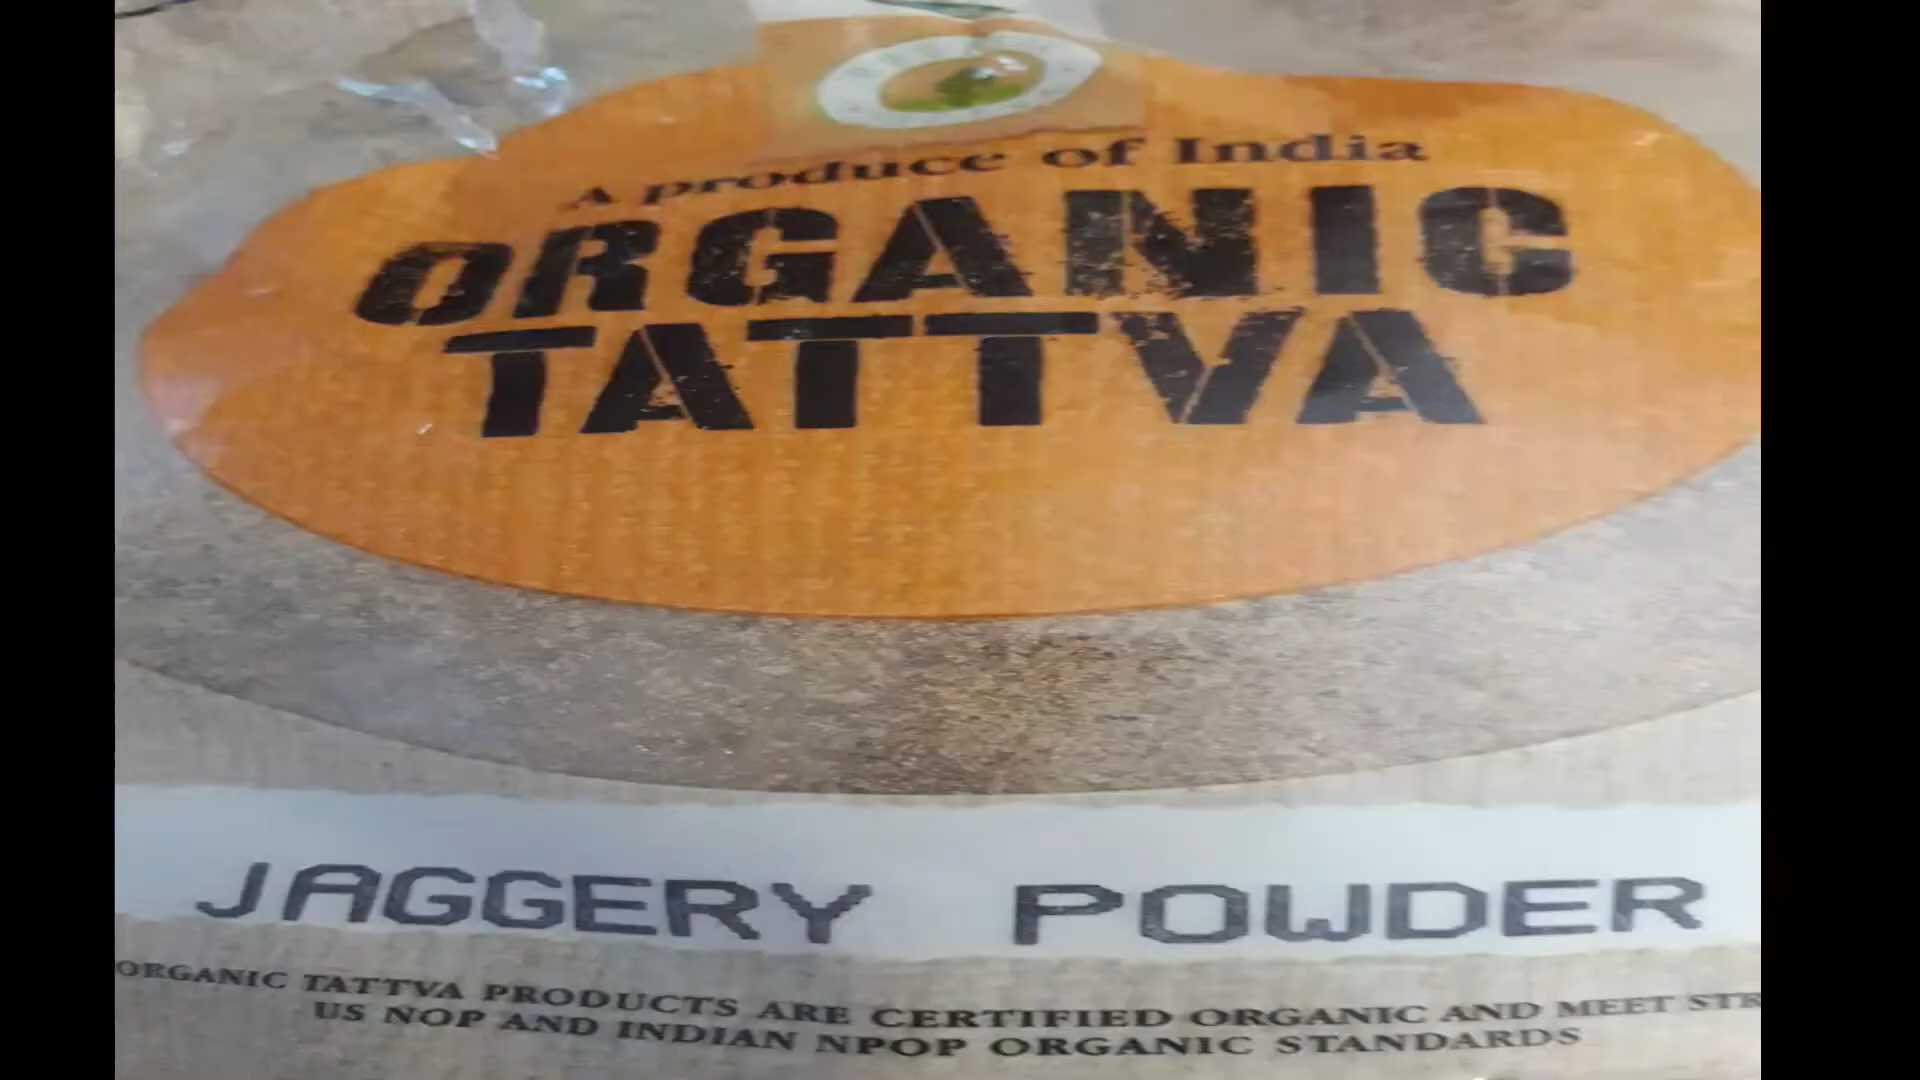 A produce of India
ORGANIC
TATTVA
JAGGERY POWDER
ORGANIC TATTVA PRODUCTS ARE CERTIFIED ORGANIC AND MEET STR
US NOP AND INDIAN NPOP ORGANIC STANDARDS